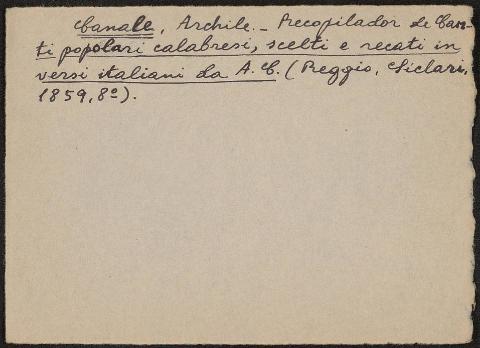 Canale, Archile. – Recopilador de Can-
ti popolari calabresi, scelti e recati in
versi italiani da A. C. (Reggio, Siclari,
1859, 8º).